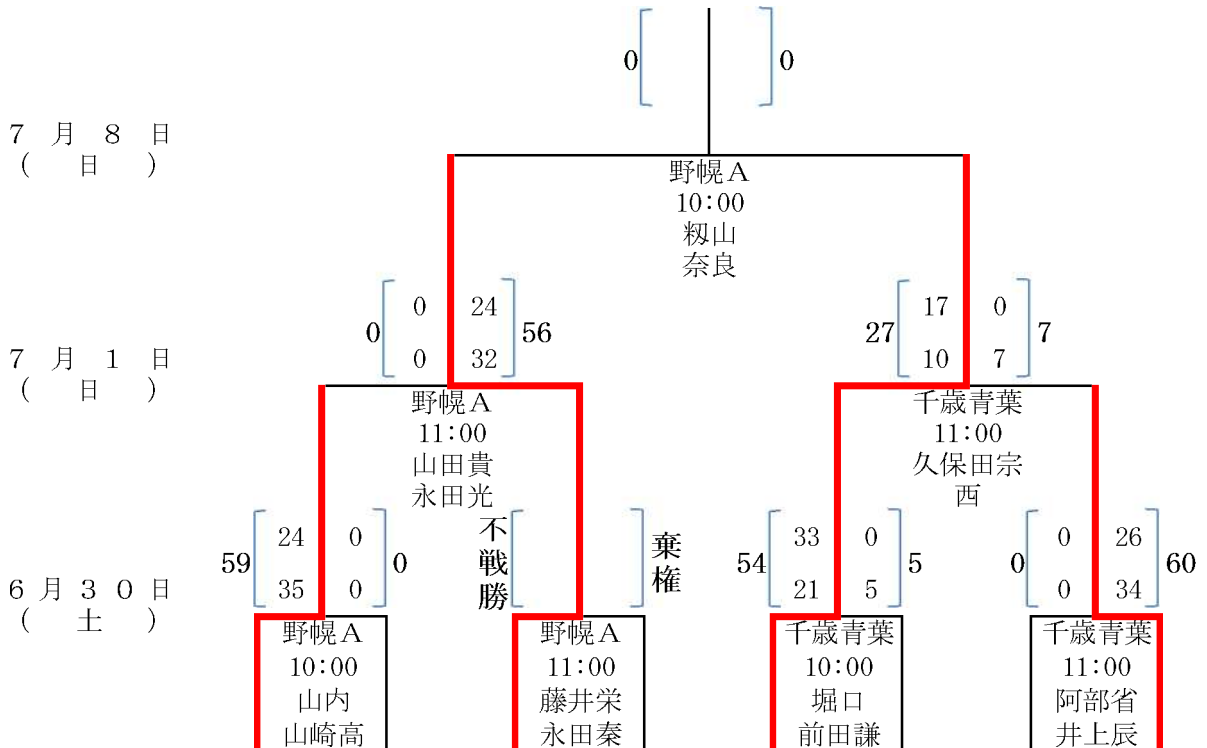 0 0
7月8日
(日)
野幌A
10:00
籾山
奈良
0 0 24 56
0 32
27 17 0 7
10 7
7月1日
(日)
野幌A
11:00
山田貴
永田光
千歳青葉
11:00
久保田宗
西
59 24 0 0
35 0
不戦勝
棄権
54 33 0 5
21 5
0 0 26 60
0 34
6月30日
(土)
野幌A
10:00
山内
山崎高
野幌A
11:00
藤井栄
永田秦
千歳青葉
10:00
堀口
前田謙
千歳青葉
11:00
阿部省
井上辰